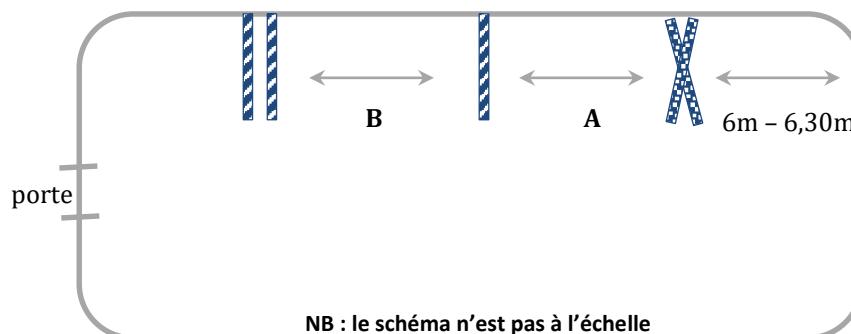 B
A
6m – 6,30m
porte
NB : le schéma n’est pas à l’échelle